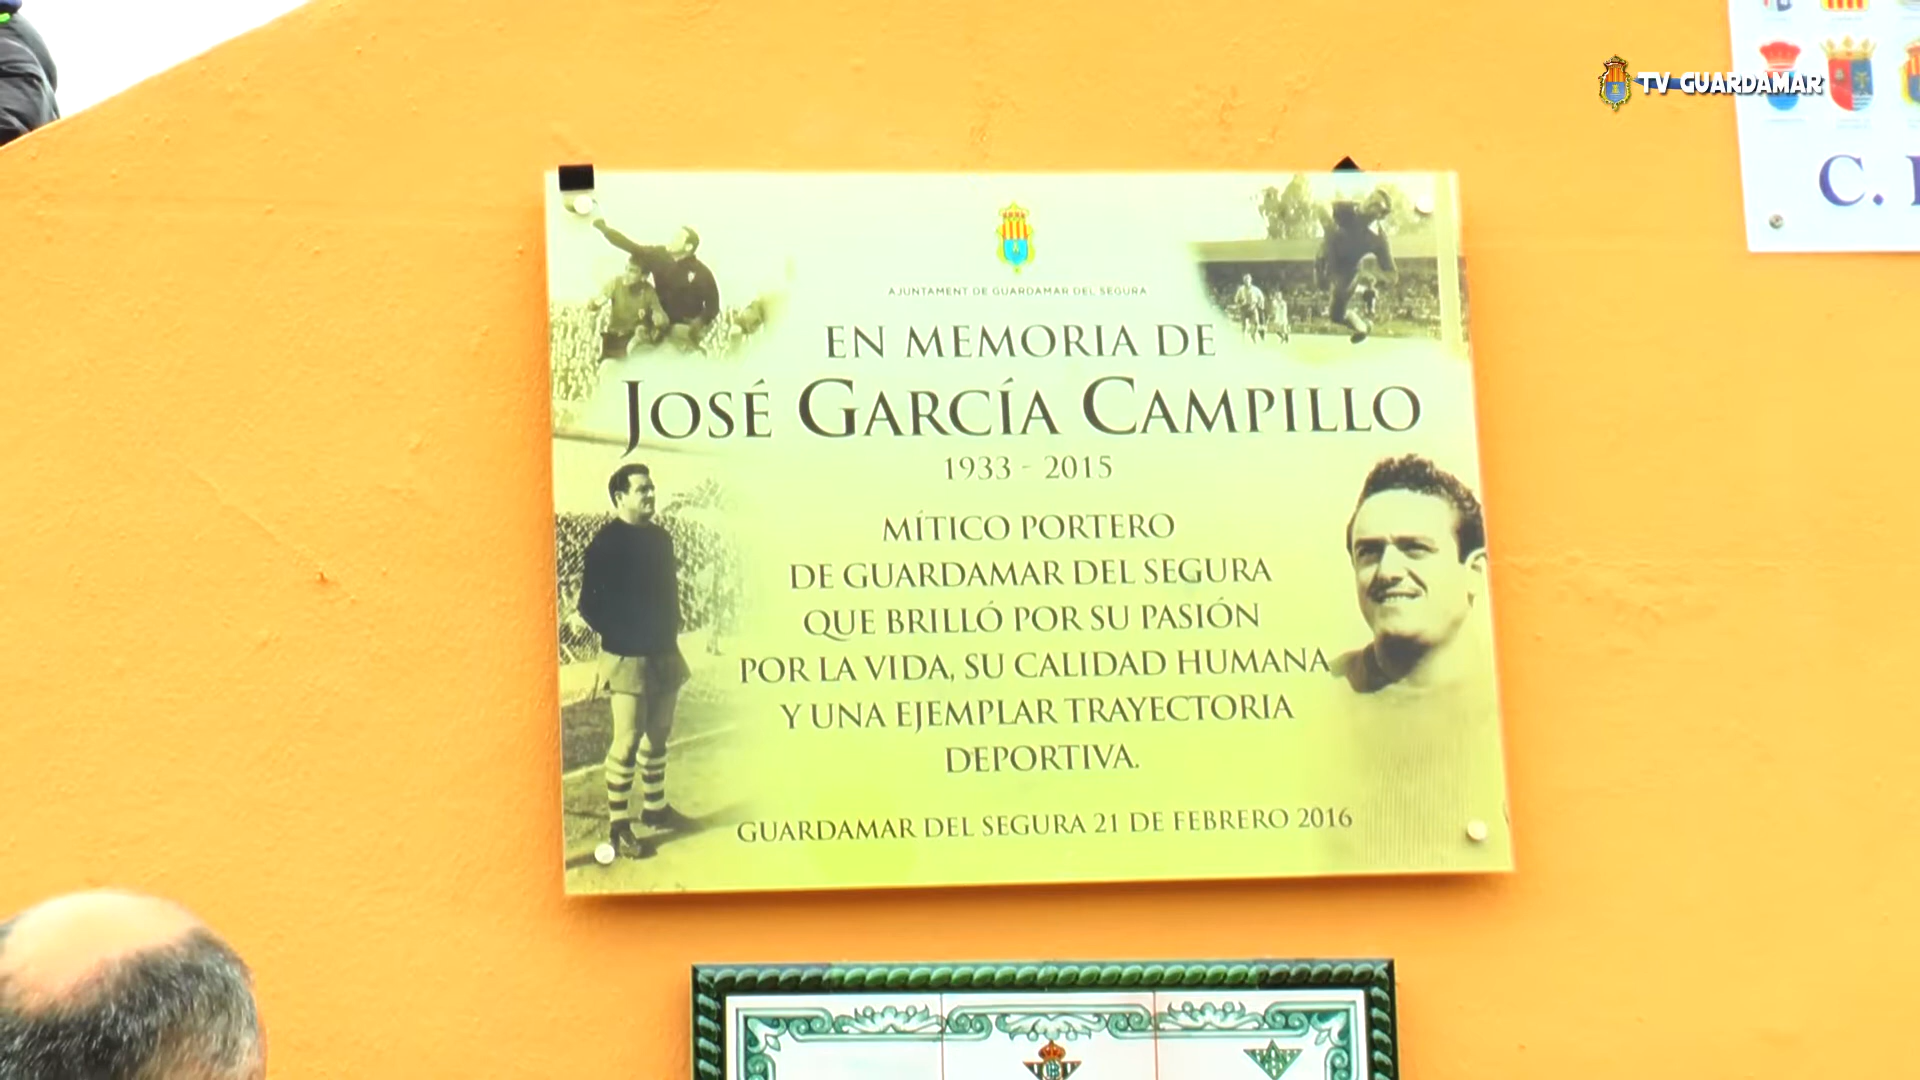 TV GUARDAMAR
C.
AJUNTAMENT DE GUARDAMAR DEL SEGURA
EN MEMORIA DE
JOSÉ GARCÍA CAMPILLO
1933 - 2015
MÍTICO PORTERO
DE GUARDAMAR DEL SEGURA
QUE BRILLÓ POR SU PASIÓN
POR LA VIDA, SU CALIDAD HUMANA
Y UNA EJEMPLAR TRAYECTORIA
DEPORTIVA.
GUARDAMAR DEL SEGURA 21 DE FEBRERO 2016